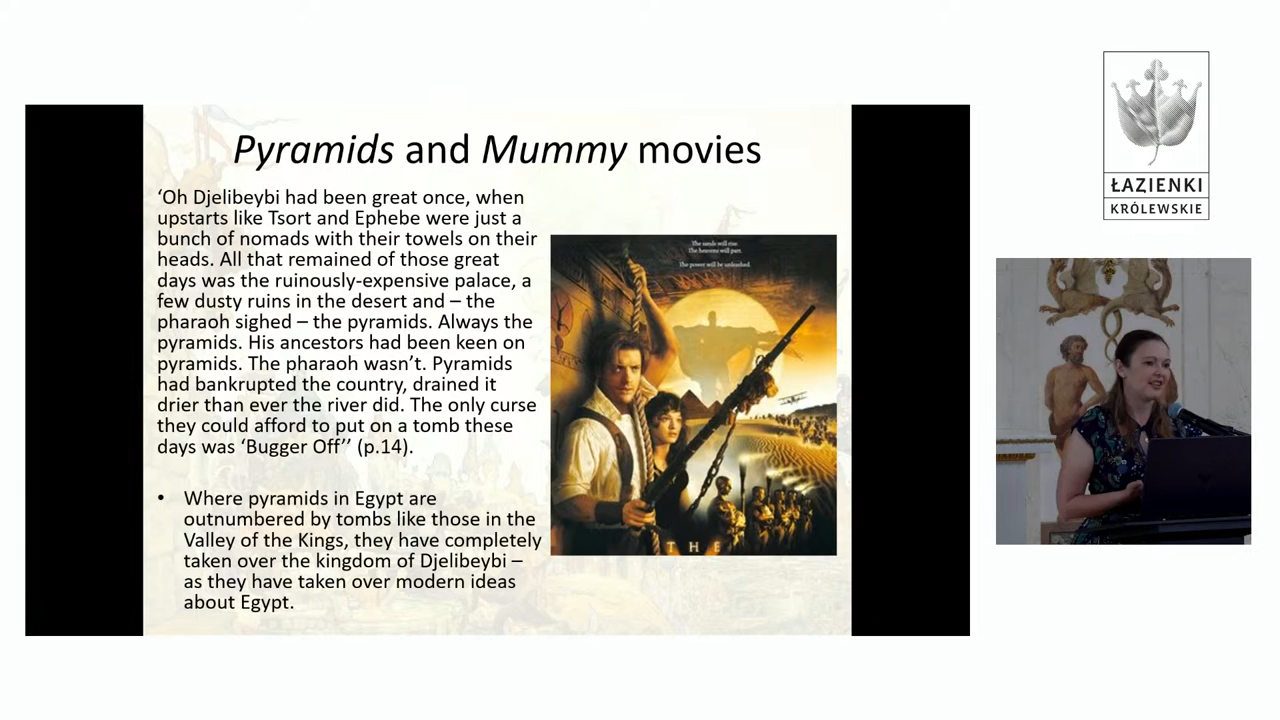 Pyramids and Mummy movies
‘Oh Djelibeybi had been great once, when
upstarts like Tsort and Ephebe were just a
bunch of nomads with their towels on their
heads. All that remained of those great
days was the ruinously-expensive palace, a
few dusty ruins in the desert and – the
pharaoh sighed – the pyramids. Always the
pyramids. His ancestors had been keen on
pyramids. The pharaoh wasn’t. Pyramids
had bankrupted the country, drained it
drier than ever the river did. The only curse
they could afford to put on a tomb these
days was ‘Bugger Off’’ (p.14).
• Where pyramids in Egypt are
outnumbered by tombs like those in the
Valley of the Kings, they have completely
taken over the kingdom of Djelibeybi –
as they have taken over modern ideas
about Egypt.
The sands will rise.
The heavens will part.
The power will be unleashed.
THE
ŁAZIENKI
KRÓLEWSKIE